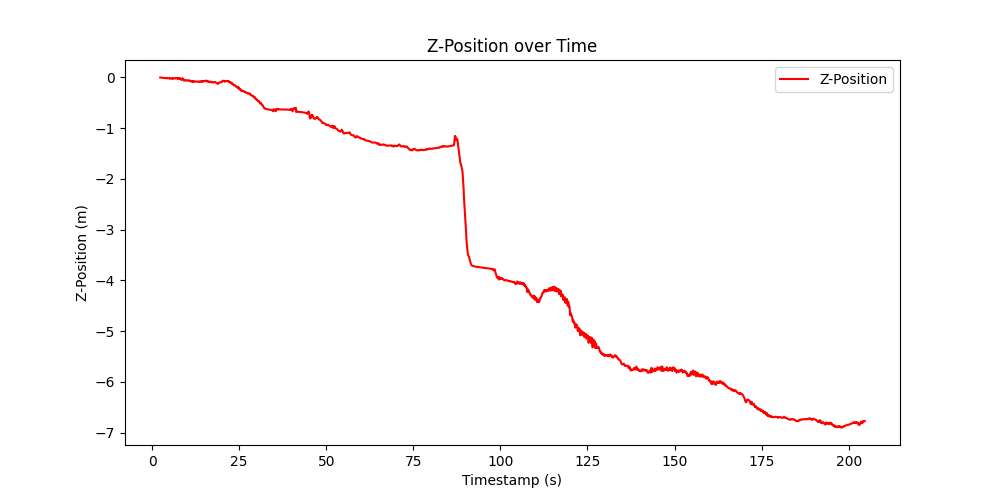 Z-Position over Time
Z-Position
0
−1
−2
−3
−4
−5
−6
−7
Z-Position (m)
0 25 50 75 100 125 150 175 200
Timestamp (s)